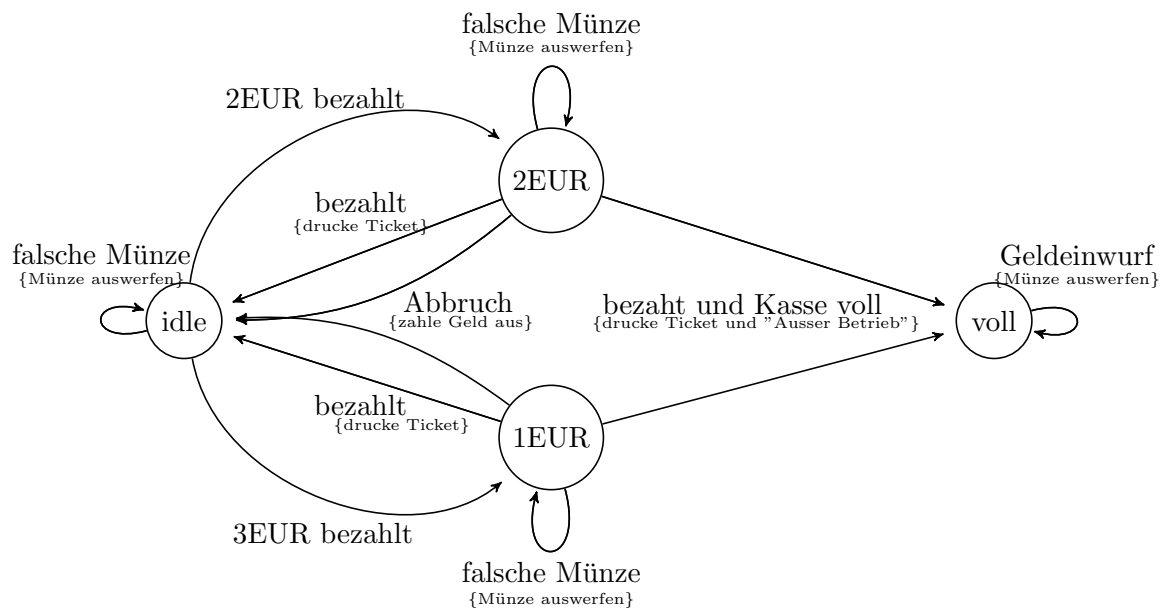 falsche Münze
{Münze auswerfen}
2EUR bezahlt
2EUR
bezahlt
{drucke Ticket}
falsche Münze
{Münze auswerfen}
Geldeinwurf
{Münze auswerfen}
Abbruch
{zahle Geld aus}
bezaht und Kasse voll
{drucke Ticket und "Ausser Betrieb"}
idle
voll
bezahlt
{drucke Ticket}
1EUR
3EUR bezahlt
falsche Münze
{Münze auswerfen}